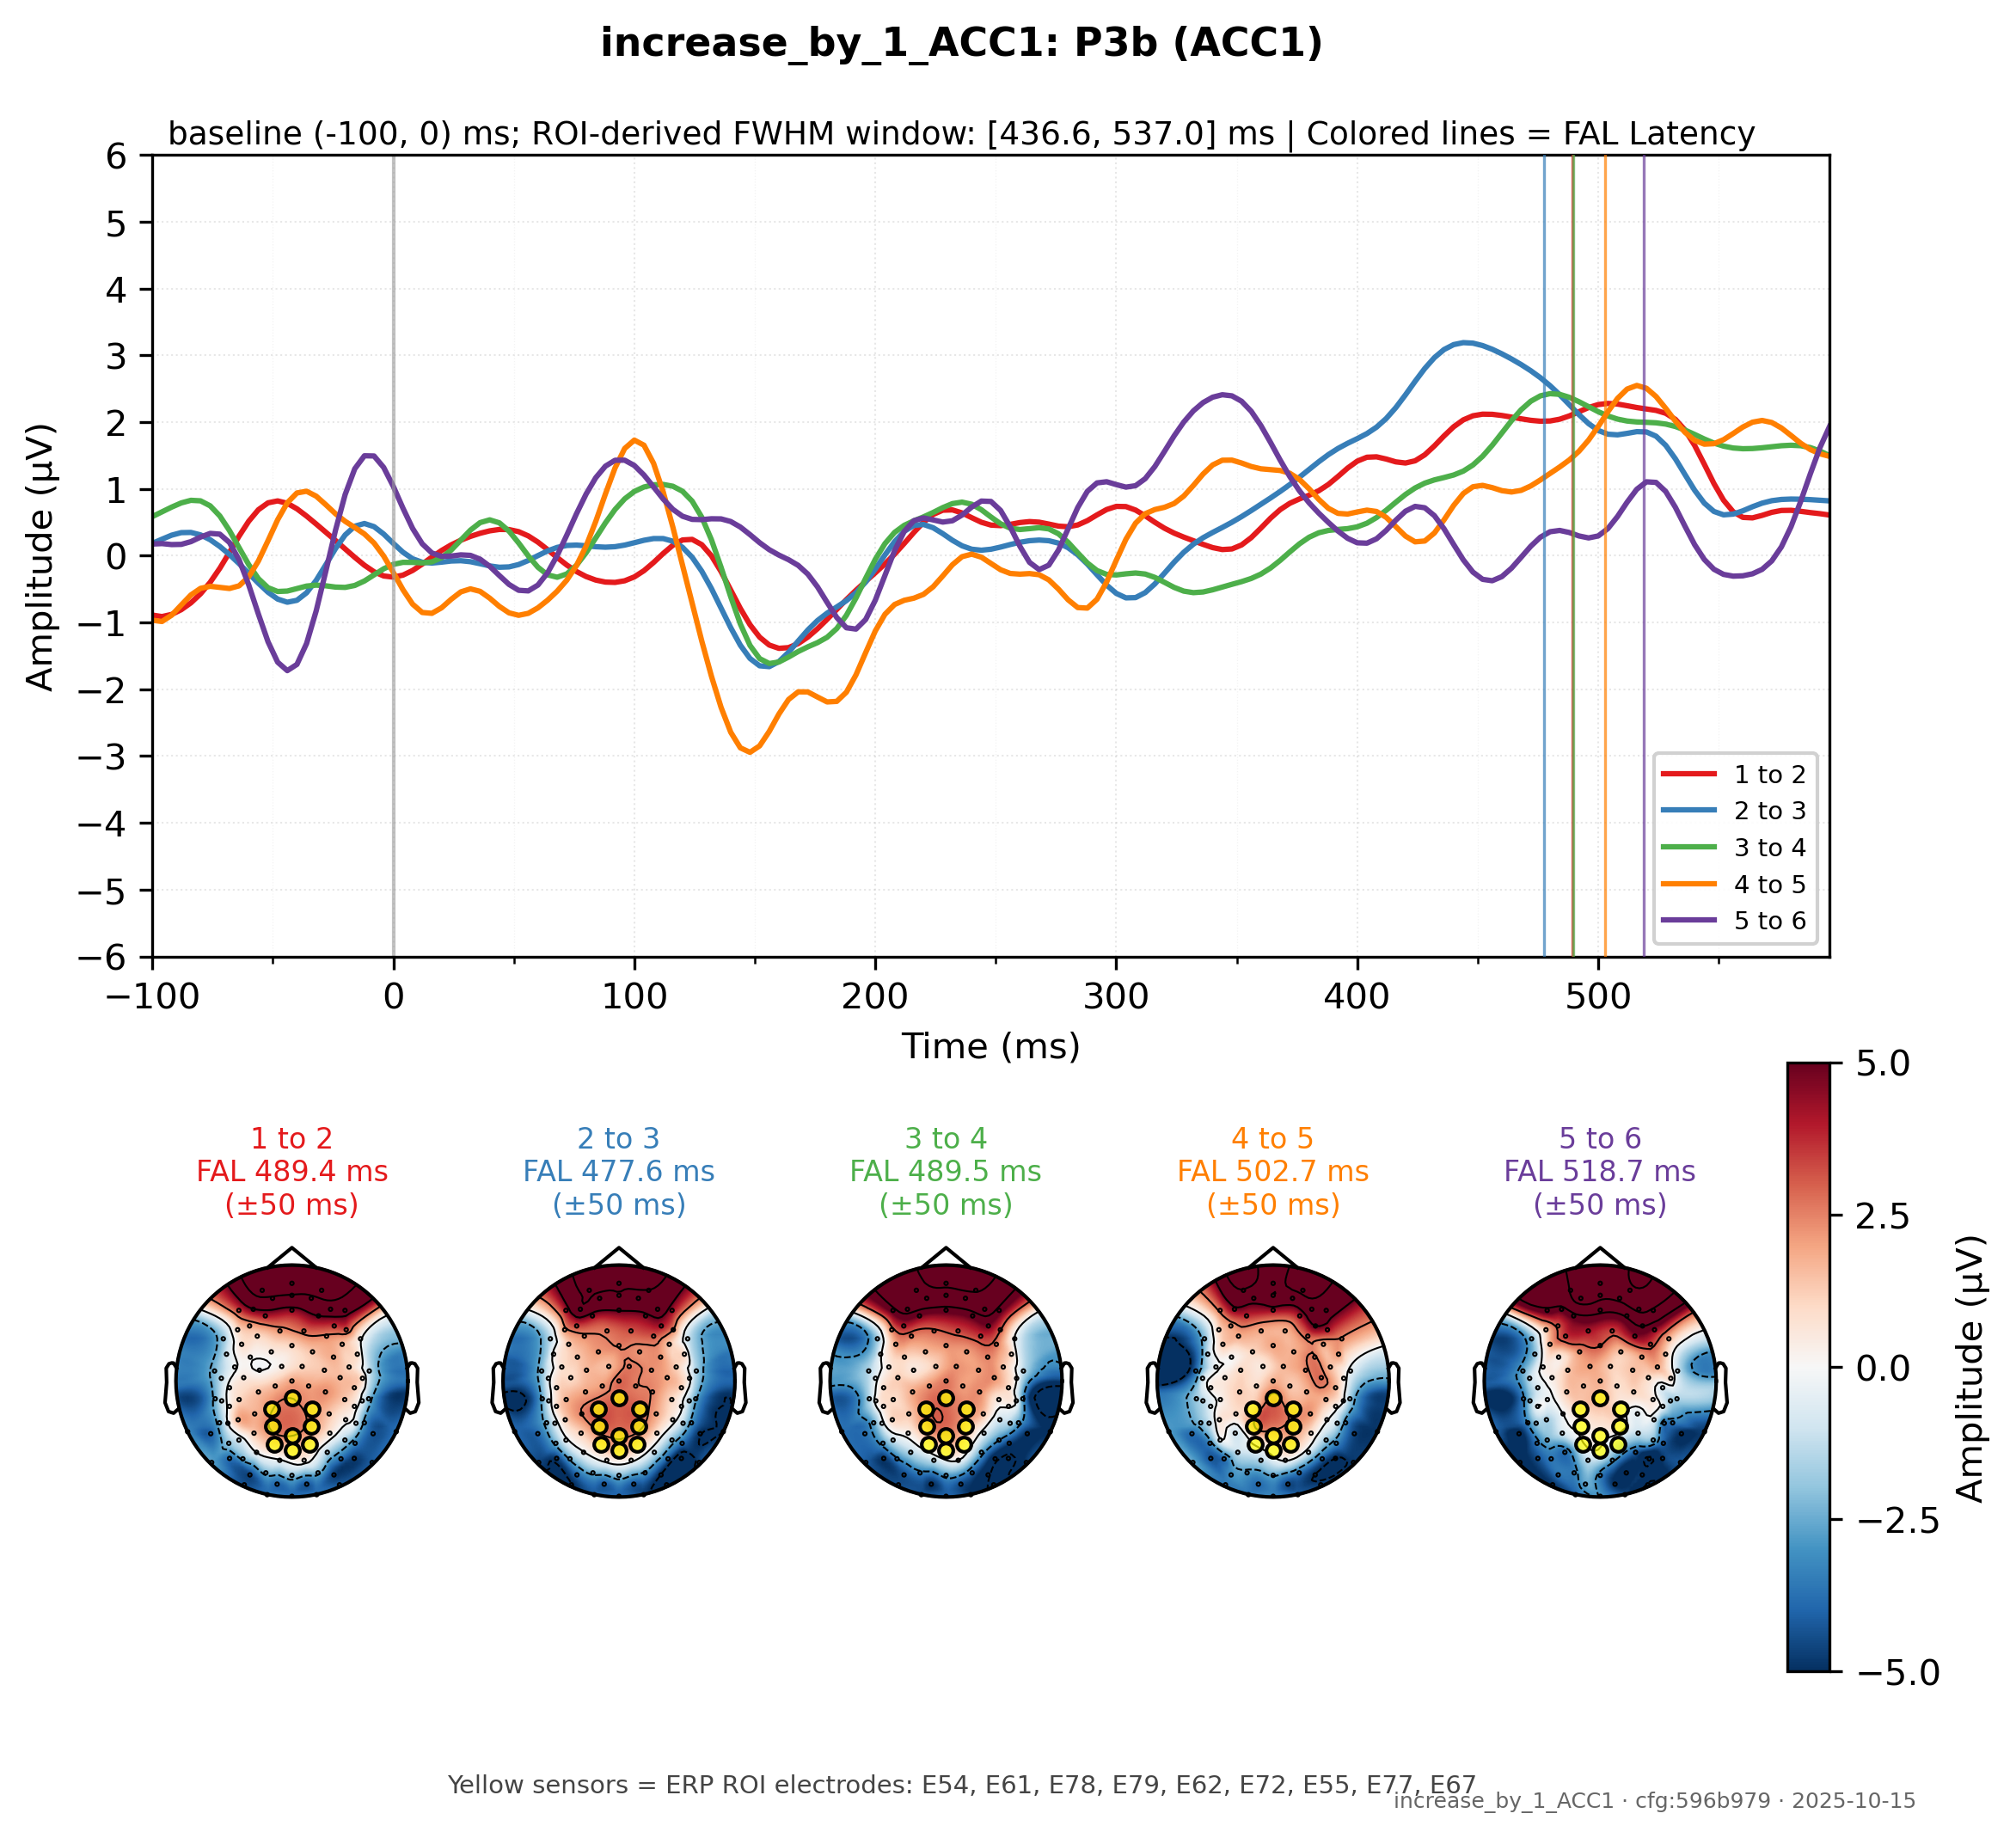 increase_by_1_ACC1: P3b (ACC1)
baseline (-100, 0) ms; ROI-derived FWHM window: [436.6, 537.0] ms | Colored lines = FAL Latency
6
5
4
3
2
1
0
−1
−2
−3
−4
−5
−6
Amplitude (µV)
1 to 2
2 to 3
3 to 4
4 to 5
5 to 6
−100 0 100 200 300 400 500
Time (ms)
1 to 2
FAL 489.4 ms
(±50 ms)
2 to 3
FAL 477.6 ms
(±50 ms)
3 to 4
FAL 489.5 ms
(±50 ms)
4 to 5
FAL 502.7 ms
(±50 ms)
5 to 6
FAL 518.7 ms
(±50 ms)
5.0
2.5
0.0
−2.5
−5.0
Amplitude (µV)
Yellow sensors = ERP ROI electrodes: E54, E61, E78, E79, E62, E72, E55, E77, E67
increase_by_1_ACC1 · cfg:596b979 · 2025-10-15